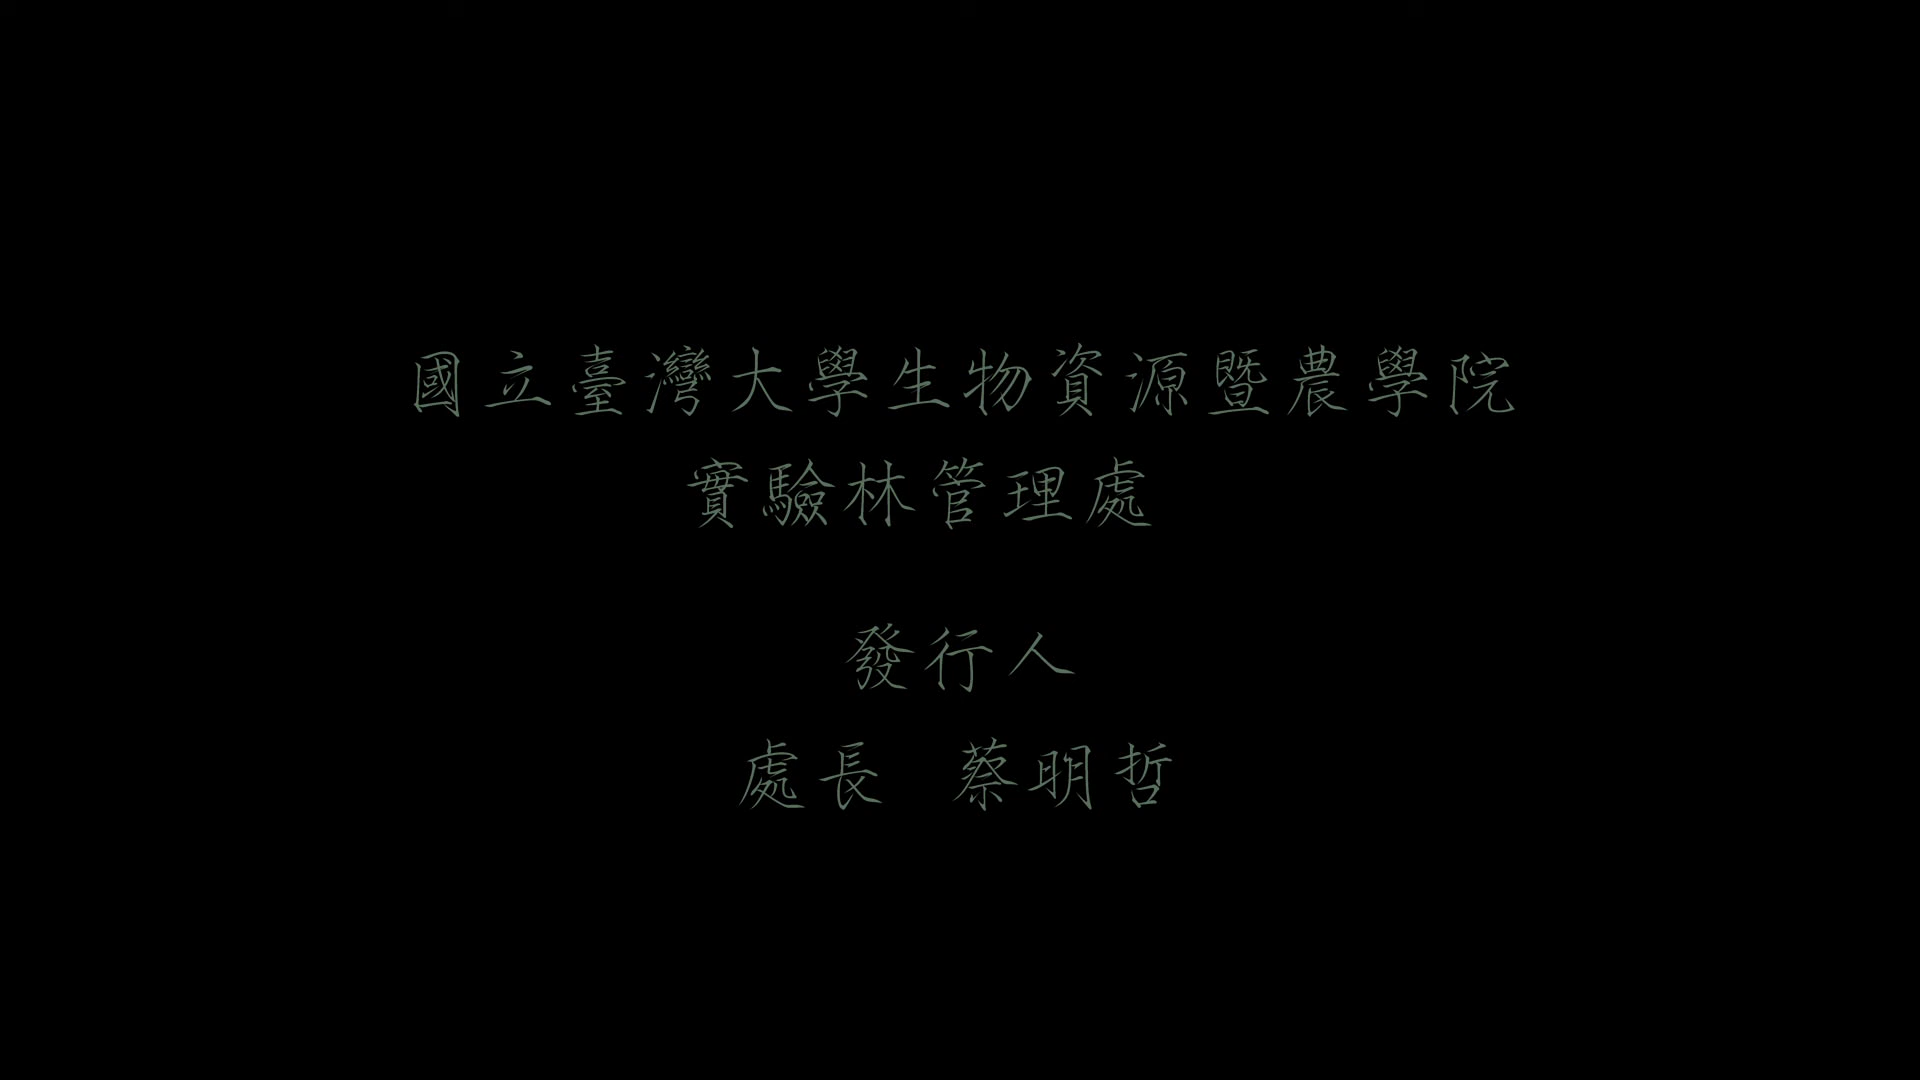 國立臺灣大學生物資源暨農學院
實驗林管理處
發行人
處長 蔡明哲